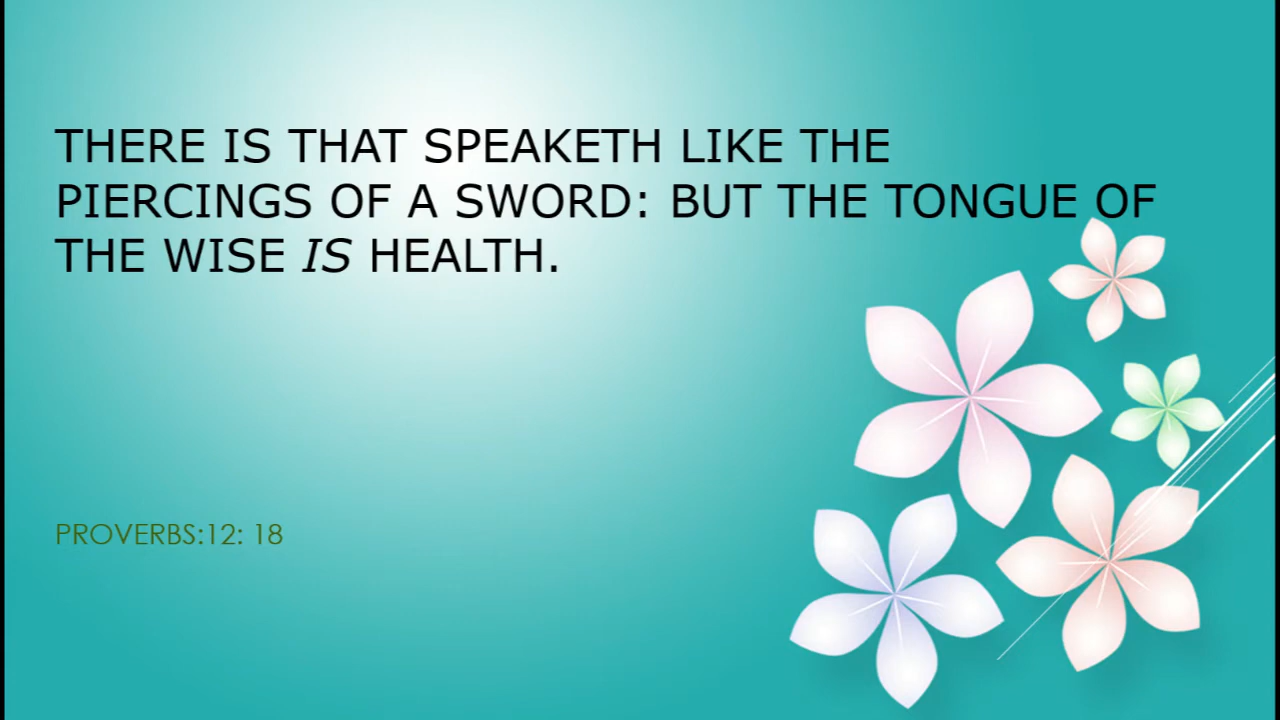 THERE IS THAT SPEAKETH LIKE THE
PIERCINGS OF A SWORD: BUT THE TONGUE OF
THE WISE IS HEALTH.
PROVERBS:12: 18